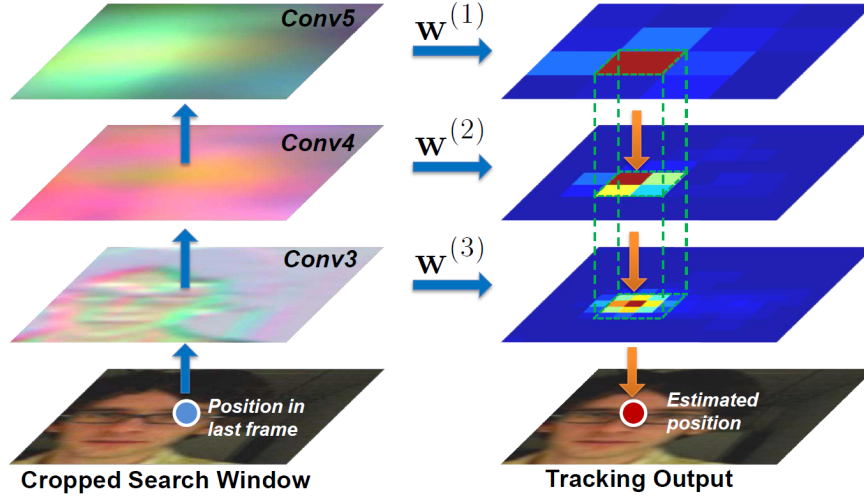 Conv5
w(1)
Conv4
w(2)
Conv3
w(3)
Position in
last frame
Estimated
position
Cropped Search Window
Tracking Output